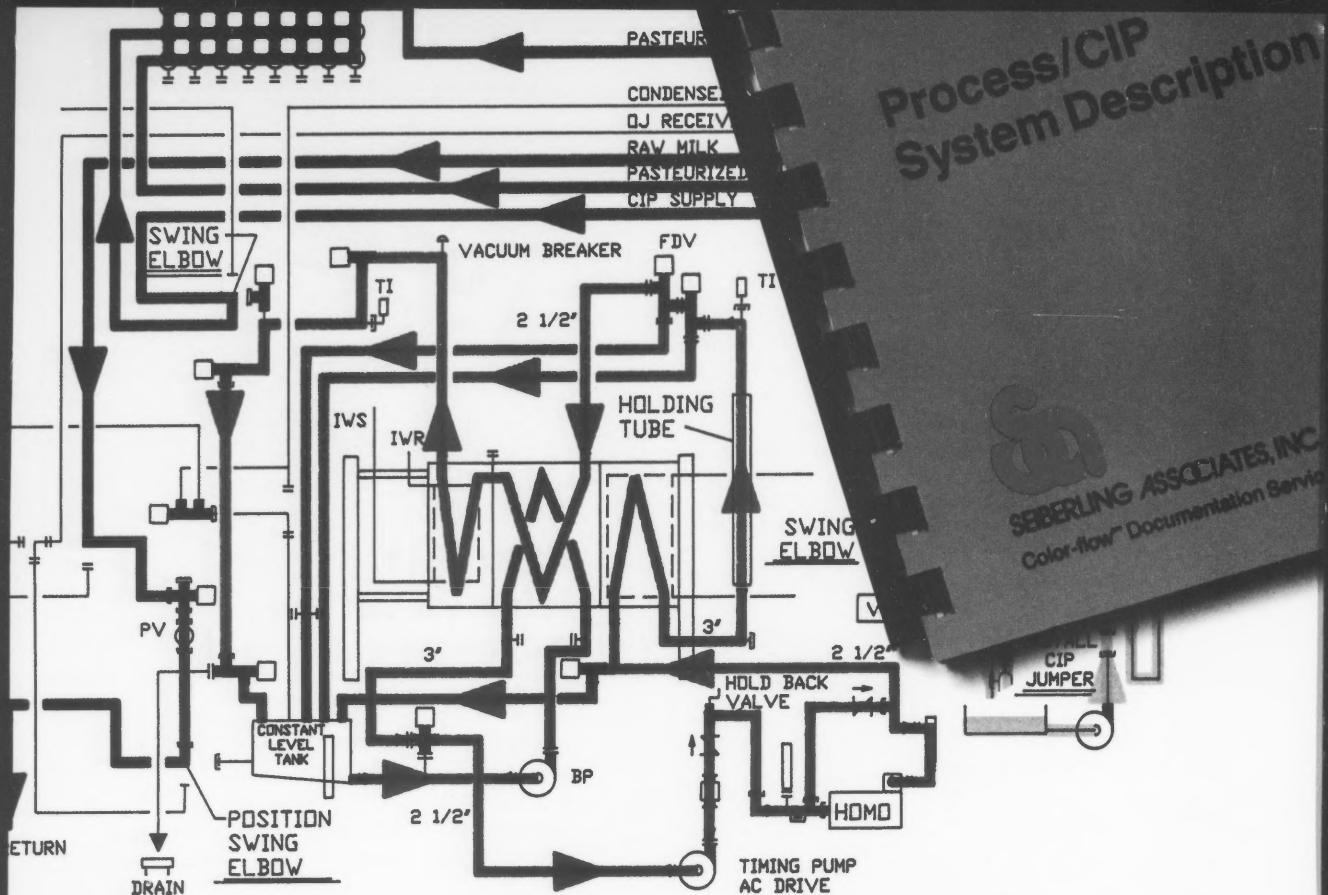 PASTEUR
CONDENSE
OJ RECEIV
RAW MILK
PASTEURIZED
CIP SUPPLY
SWING
ELBOW
VACUUM BREAKER
FDV
TI
TI
2 1/2"
IWS
IWR
HOLDING
TUBE
SWING
ELBOW
PV
3"
3"
2 1/2"
HOLD BACK
VALVE
CONSTANT
LEVEL
TANK
BP
2 1/2"
HOMO
POSITION
SWING
ELBOW
ETURN
DRAIN
TIMING PUMP
AC DRIVE
CIP
JUMPER
Process/CIP
System Description
SEIBERLING ASSOCIATES, INC
Color-flow™ Documentation Servic